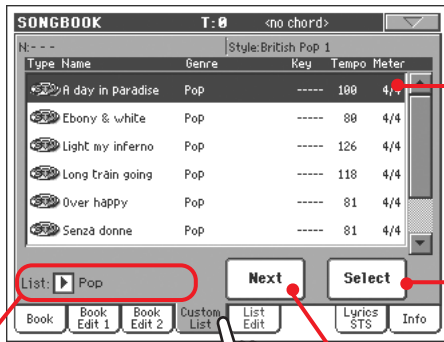 SONGBOOK T:0 <no chord>
N:--- Style:British Pop 1
Type Name Genre Key Tempo Meter
A day in paradise Pop ----- 100 4/4
Ebony & white Pop ----- 80 4/4
Light my inferno Pop ----- 126 4/4
Long train going Pop ----- 118 4/4
Over happy Pop ----- 81 4/4
Senza donne Pop ----- 81 4/4
List: Pop Next Select
Book Book Edit 1 Book Edit 2 Custom List List Edit Lyrics STS Info